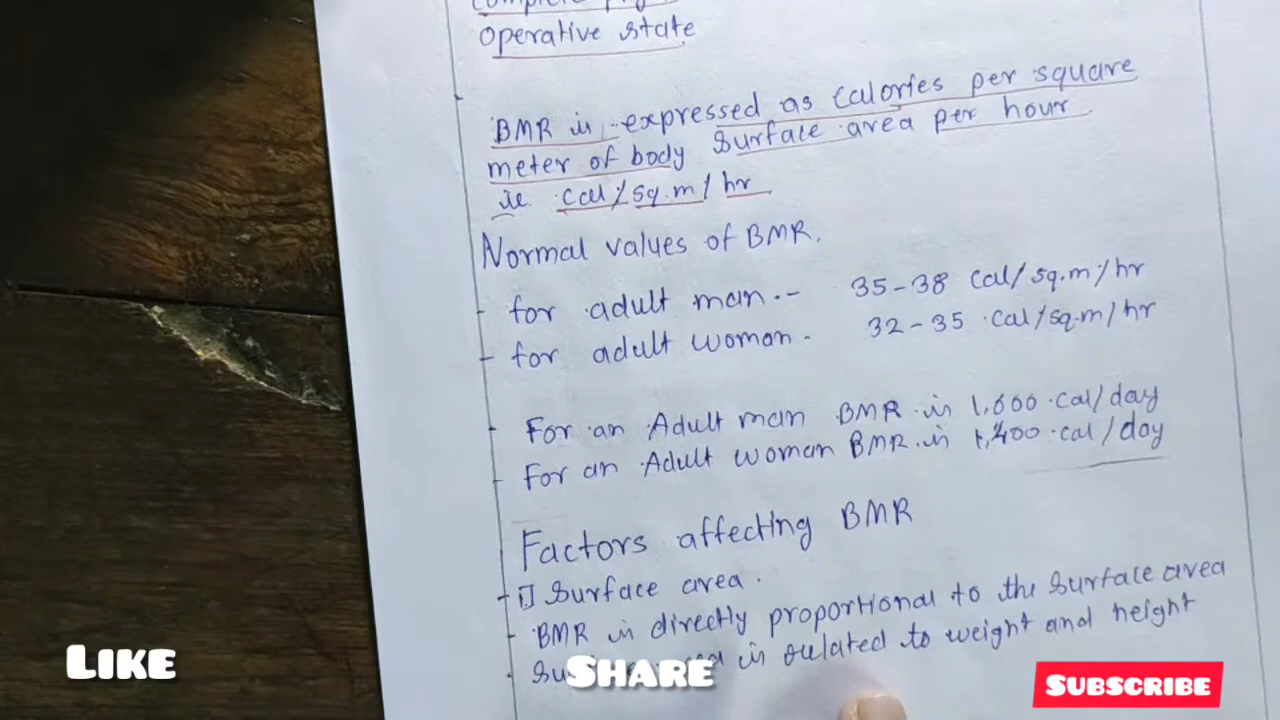 complete
operative state
BMR is expressed as calories per square
meter of body surface area per hour
ie cal/sq.m/hr
Normal values of BMR.
- for adult man.- 35-38 Cal/sq.m/hr
- for adult woman- 32-35 cal/sq.m/hr
- For an Adult man BMR is 1,600 cal/day
- For an Adult woman BMR is 1,400 cal/day
Factors affecting BMR
- 1] Surface area.
- BMR is directly proportional to the surface area
- is related to weight and height
LIKE
SHARE
SUBSCRIBE